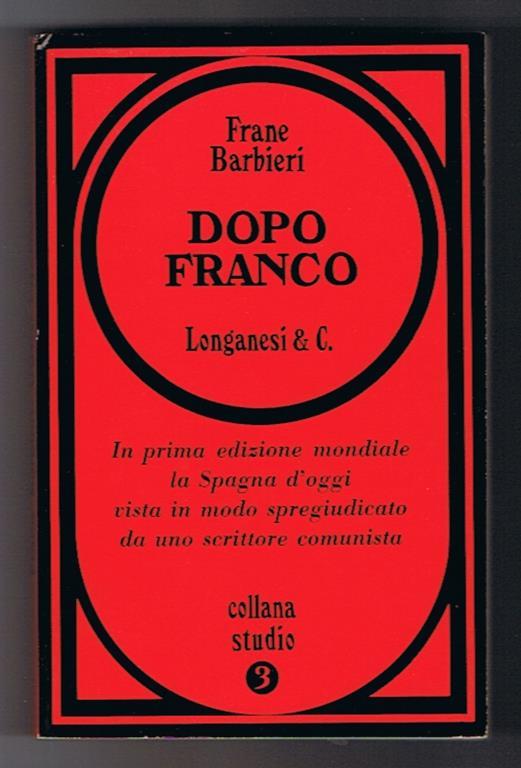 Frane
Barbieri
DOPO
FRANCO
Longanesi & C.
In prima edizione mondiale
la Spagna d'oggi
vista in modo spregiudicato
da uno scrittore comunista
collana
studio
3